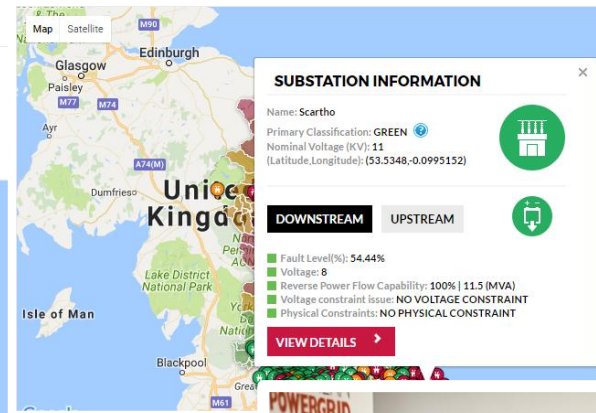 Map Satellite
M90
Edinburgh
Glasgow
Paisley
M77 M74
Ayr
A74(M)
Dumfries
Kingd
Lake District
National Park
Isle of Man
Blackpool
M61
SUBSTATION INFORMATION
×
Name: Scartho
Primary Classification: GREEN ?
Nominal Voltage (KV): 11
(Latitude,Longitude): (53.5348,-0.0995152)
DOWNSTREAM UPSTREAM
Fault Level(%): 54.44%
Voltage: 8
Reverse Power Flow Capability: 100% | 11.5 (MVA)
Voltage constraint issue: NO VOLTAGE CONSTRAINT
Physical Constraints: NO PHYSICAL CONSTRAINT
VIEW DETAILS >
POWERGRID